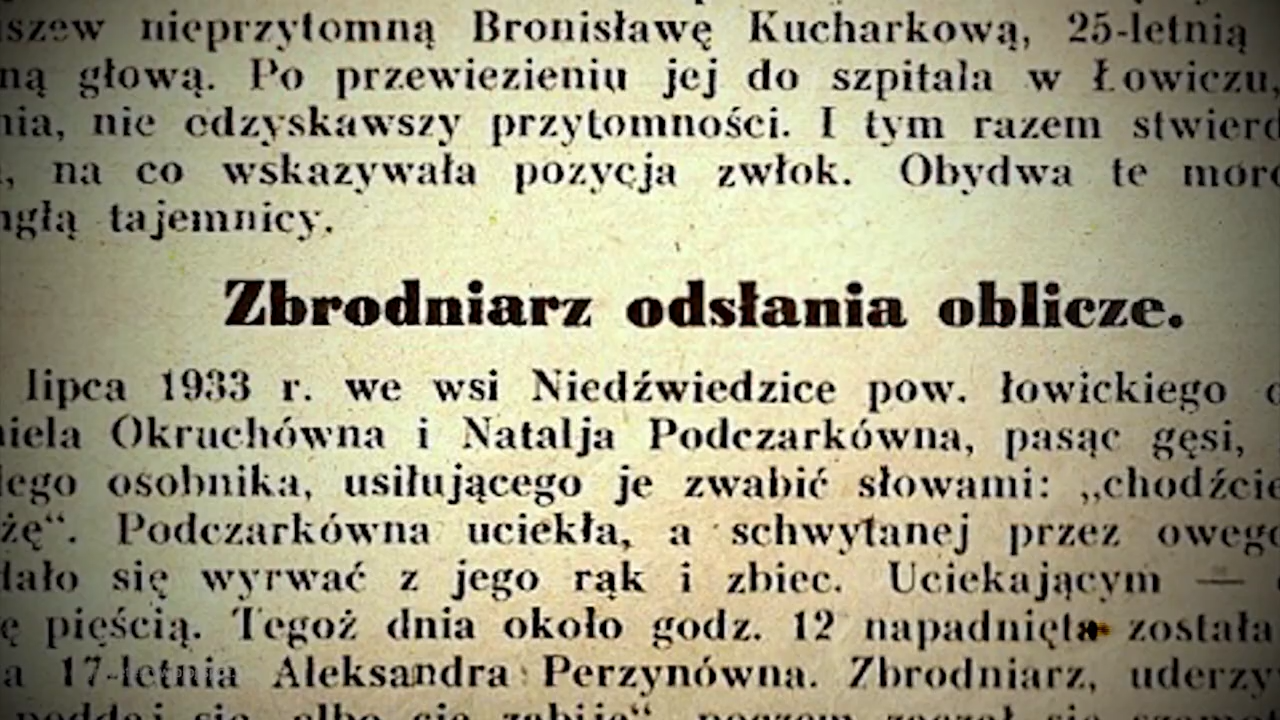 nieprzytomną Bronisławę Kucharkową, 25-letnią
ną głową. Po przewiezieniu jej do szpitala w Łowiczu,
nia, nie odzyskawszy przytomności. I tym razem stwierd
, na co wskazywała pozycja zwłok. Obydwa te mord
ngłą tajemnicy.
Zbrodniarz odsłania oblicze.
lipca 1933 r. we wsi Niedźwiedzice pow. łowickiego
niela Okruchówna i Natalja Podczarkówna, pasąc gęsi,
lego osobnika, usiłującego je zwabić słowami: „chodźcie
żę“. Podczarkówna uciekła, a schwytanej przez owego
dało się wyrwać z jego rąk i zbiec. Uciekającym —
ę pięścią. Tegoż dnia około godz. 12 napadnięta została
a 17-letnia Aleksandra Perzynówna. Zbrodniarz, uderzy